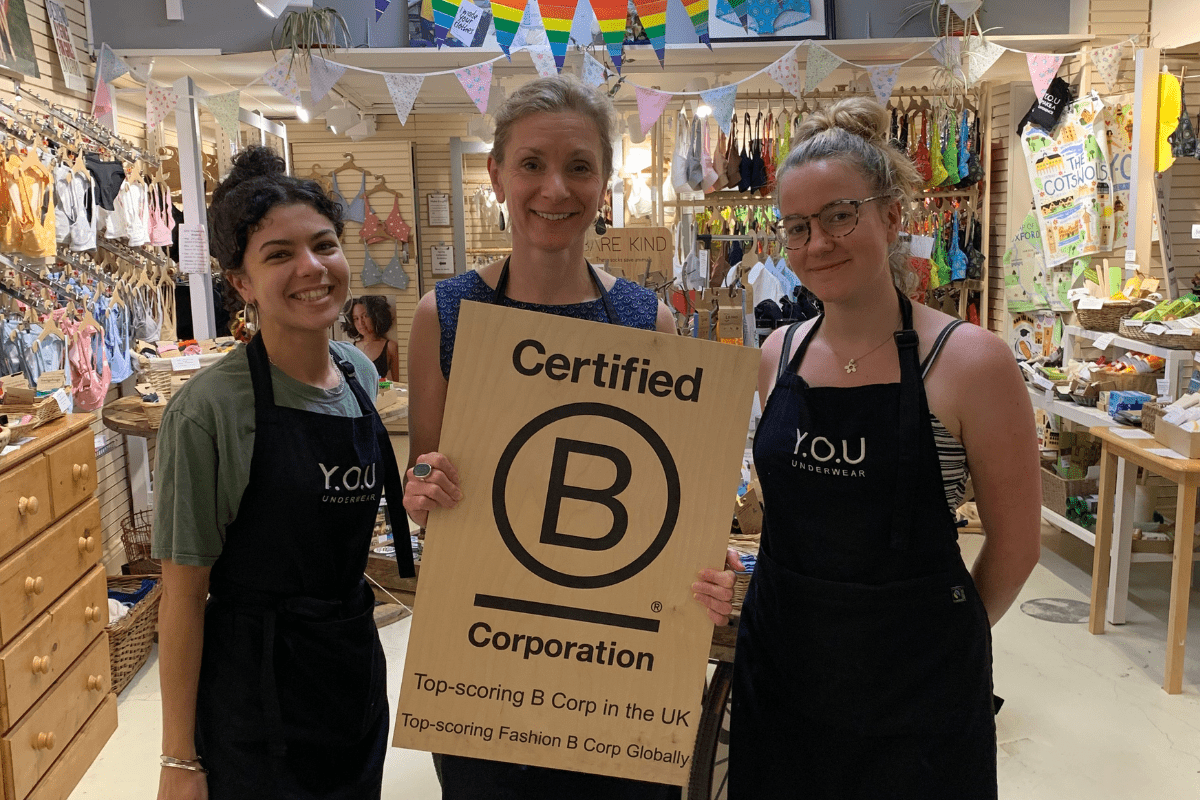 Certified
B
®
Corporation
Top-scoring B Corp in the UK
Top-scoring Fashion B Corp Globally
Y.O.U
UNDERWEAR
Y.O.U
UNDERWEAR
ARE KIND
THE
COTSWOLDS